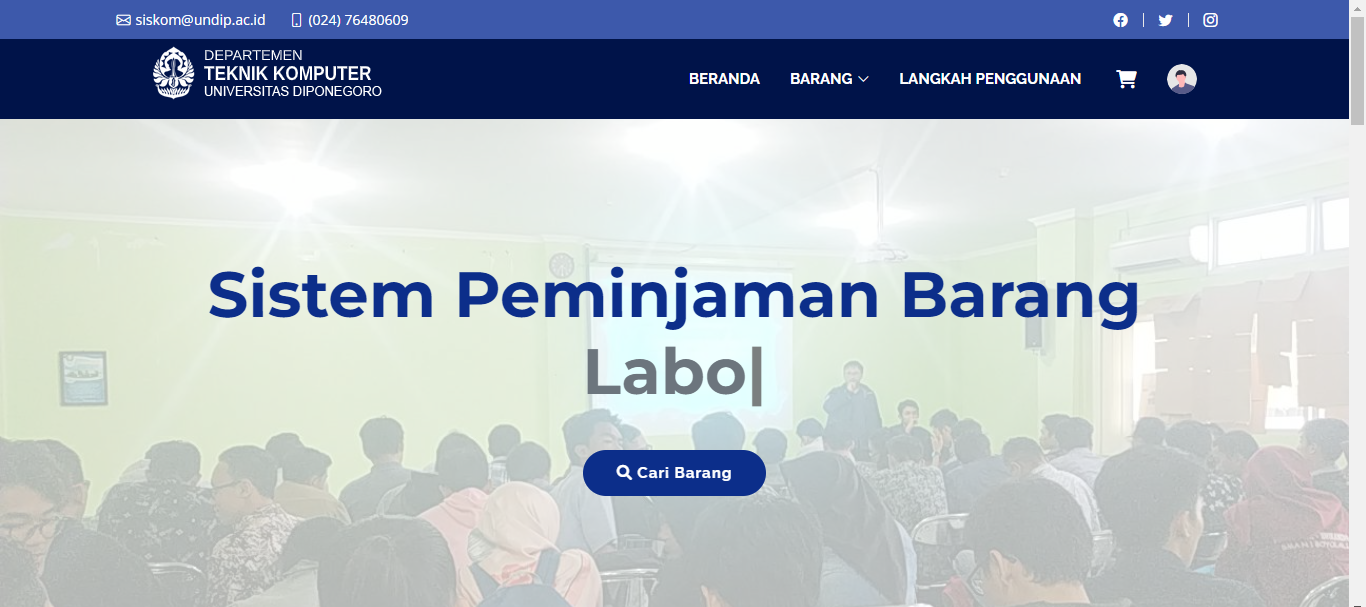 siskom@undip.ac.id (024) 76480609
DEPARTEMEN
TEKNIK KOMPUTER
UNIVERSITAS DIPONEGORO
BERANDA BARANG LANGKAH PENGGUNAAN
Sistem Peminjaman Barang
Labo|
Cari Barang